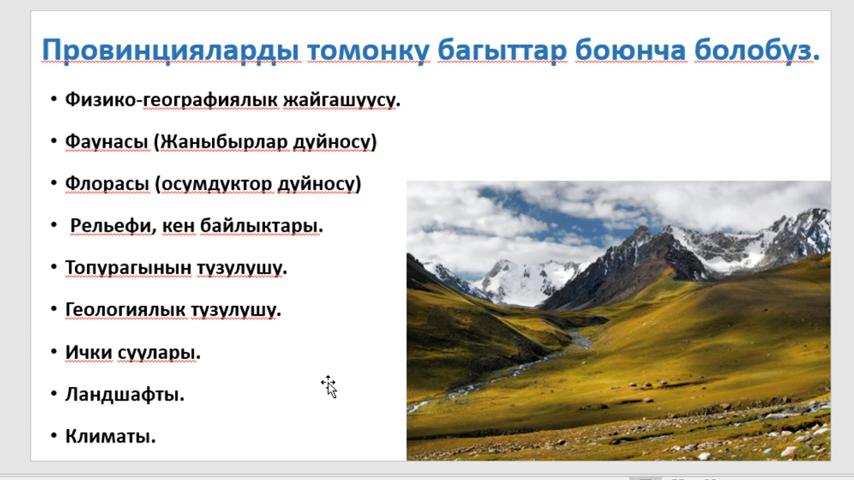 Провинцияларды томонку багыттар боюнча болобуз.
• Физико-географиялык жайгашуусу.
• Фаунасы (Жаныбырлар дуйносу)
• Флорасы (осумдуктор дуйносу)
• Рельефи, кен байлыктары.
• Топурагынын тузулушу.
• Геологиялык тузулушу.
• Ички суулары.
• Ландшафты.
• Климаты.